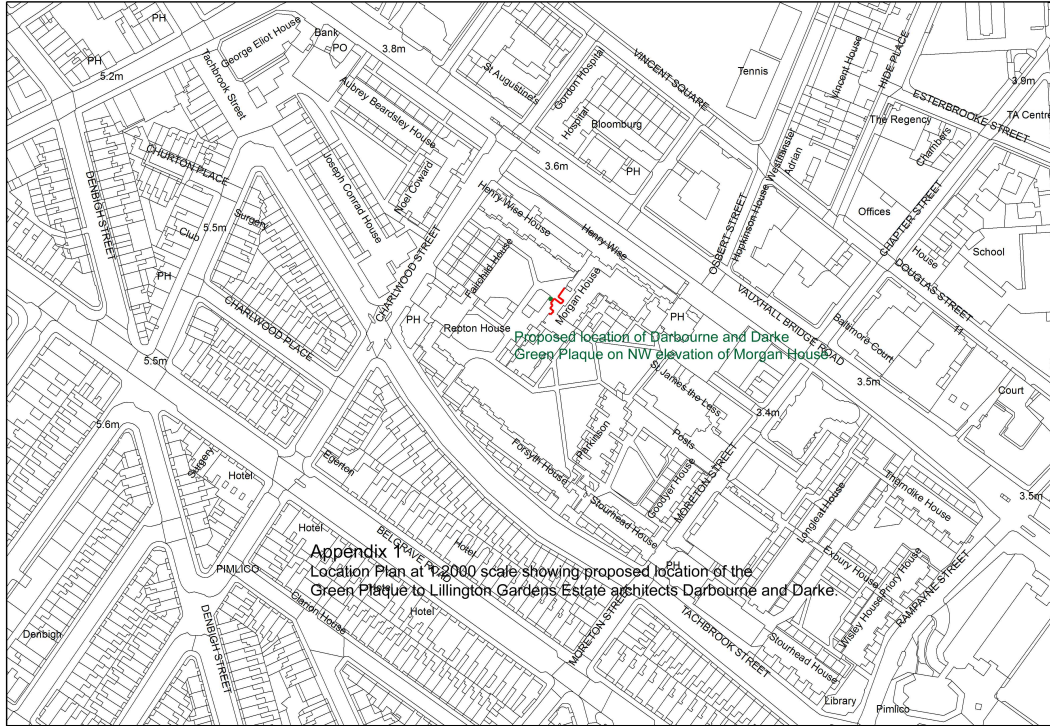 PH
George Eliot House
Bank
PO
3.8m
PH
5.2m
Tachbrook Street
Aubrey Beardsley House
St Augustine's
Gordon Hospital
Hospital
Bloomburg
VINCENT SQUARE
Tennis
Vincent House
HIDE PLACE
3.9m
ESTERBROOKE STREET
TA Centre
The Regency
Chambers
CHURTON PLACE
DENBIGH STREET
Joseph Conrad House
Noel Coward
3.6m
PH
Westminster
Adrian
Hopkinson House
OSBERT STREET
Offices
CHAPTER STREET
House
School
DOUGLAS STREET
Surgery
5.5m
Club
PH
Henry Wise House
Henry Wise
Fairchild House
CHARLWOOD STREET
CHARLWOOD PLACE
Morgan House
PH
Repton House
PH
VAUXHALL BRIDGE ROAD
Baltimore Court
11
Proposed location of Darbourne and Darke
Green Plaque on NW elevation of Morgan House
5.5m
3.5m
Court
St James the Less
3.4m
5.6m
Surgery
Hotel
Egerton
Forsyth House
Parkinson
Posts
Goodyer House
MORETON STREET
Stourhead House
Longleat House
Thorndike House
3.5m
Hotel
BELGRAVE ROAD
Hotel
PIMLICO
PH
Exbury House
Priory House
Appendix 1
Location Plan at 1:2000 scale showing proposed location of the
Green Plaque to Lillington Gardens Estate architects Darbourne and Darke.
Hotel
Clarion House
Hotel
Wisley House
RAMPAYNE STREET
DENBIGH STREET
Denbigh
MORETON STREET
TACHBROOK STREET
Stourhead House
Library
Pimlico